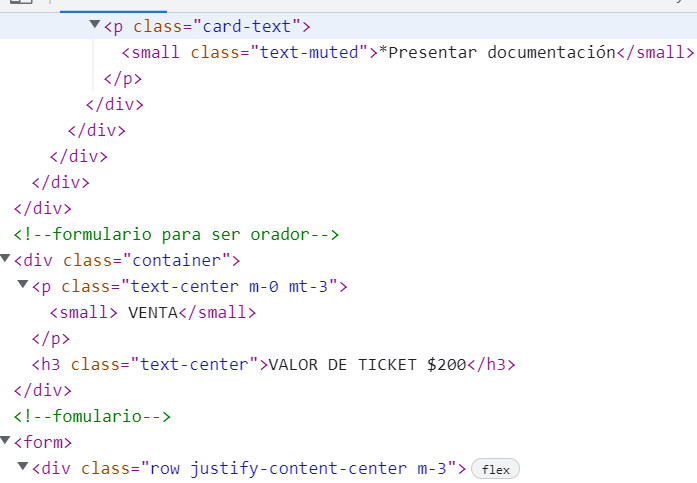 <p class="card-text">
<small class="text-muted">*Presentar documentación</small>
</p>
</div>
</div>
</div>
</div>
</div>
<!--formulario para ser orador-->
<div class="container">
<p class="text-center m-0 mt-3">
<small> VENTA</small>
</p>
<h3 class="text-center">VALOR DE TICKET $200</h3>
</div>
<!--fomulario-->
<form>
<div class="row justify-content-center m-3"> flex